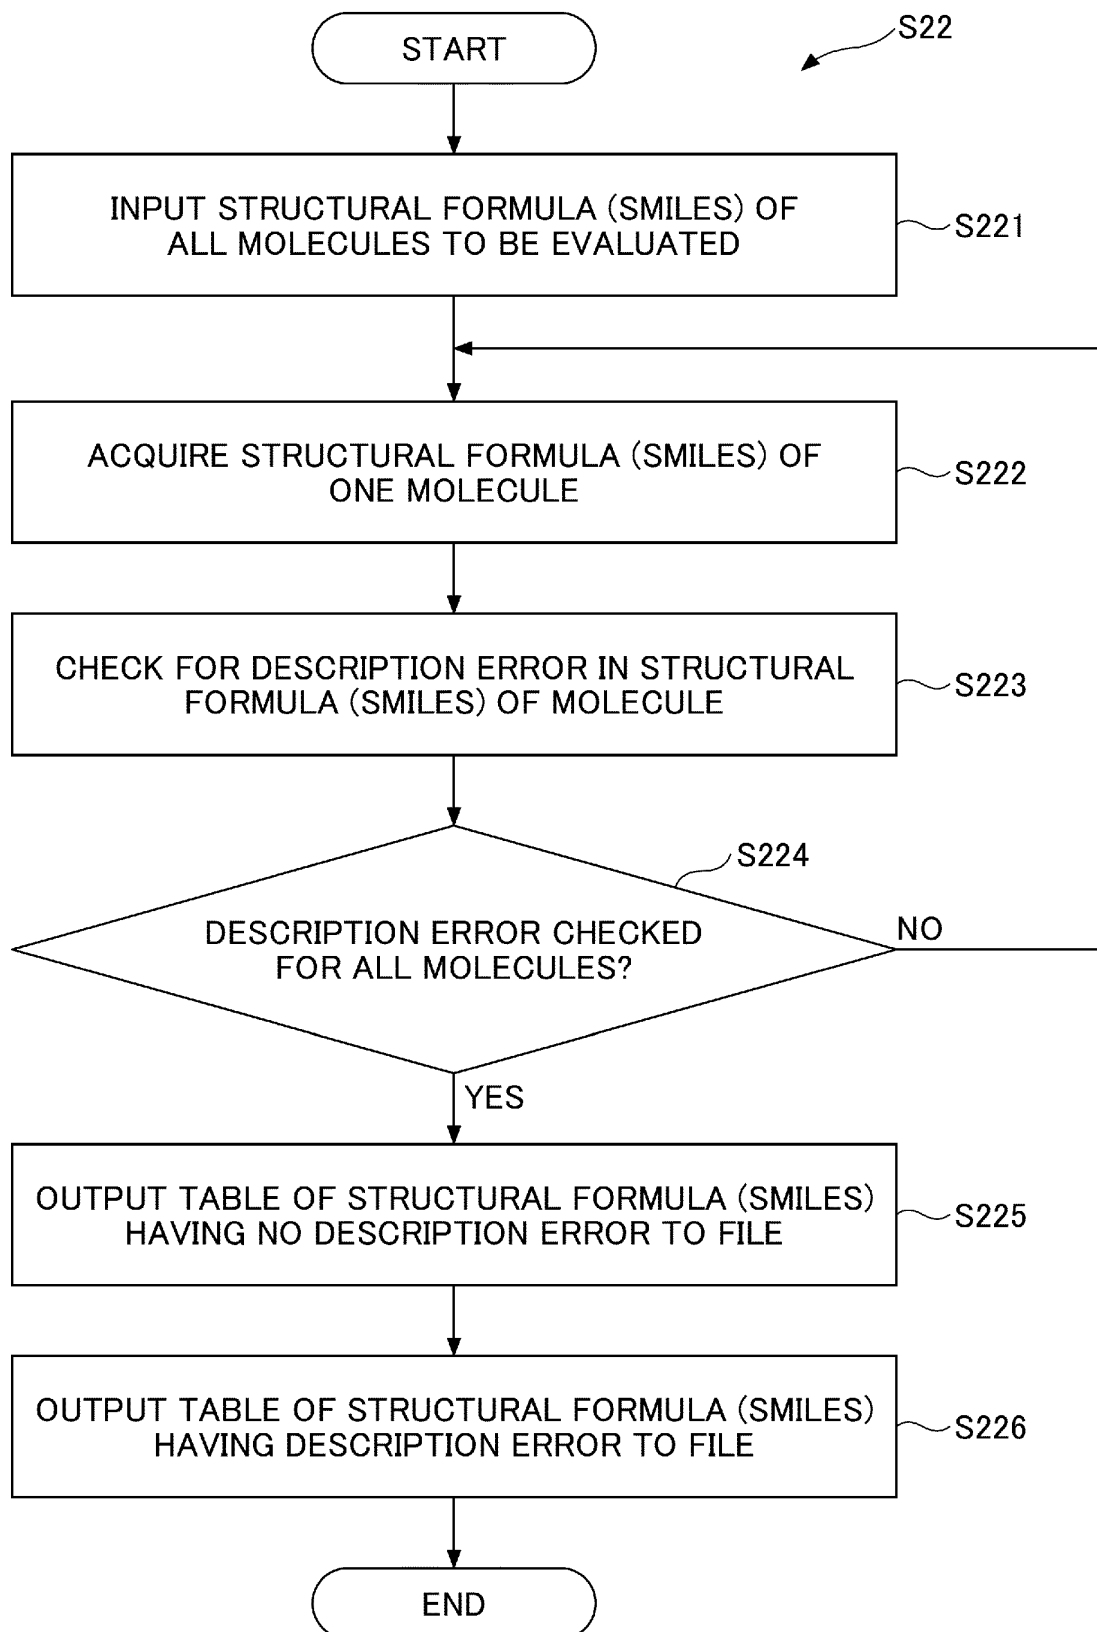 START
S22
INPUT STRUCTURAL FORMULA (SMILES) OF
ALL MOLECULES TO BE EVALUATED
S221
ACQUIRE STRUCTURAL FORMULA (SMILES) OF
ONE MOLECULE
S222
CHECK FOR DESCRIPTION ERROR IN STRUCTURAL
FORMULA (SMILES) OF MOLECULE
S223
S224
DESCRIPTION ERROR CHECKED
FOR ALL MOLECULES?
NO
YES
OUTPUT TABLE OF STRUCTURAL FORMULA (SMILES)
HAVING NO DESCRIPTION ERROR TO FILE
S225
OUTPUT TABLE OF STRUCTURAL FORMULA (SMILES)
HAVING DESCRIPTION ERROR TO FILE
S226
END